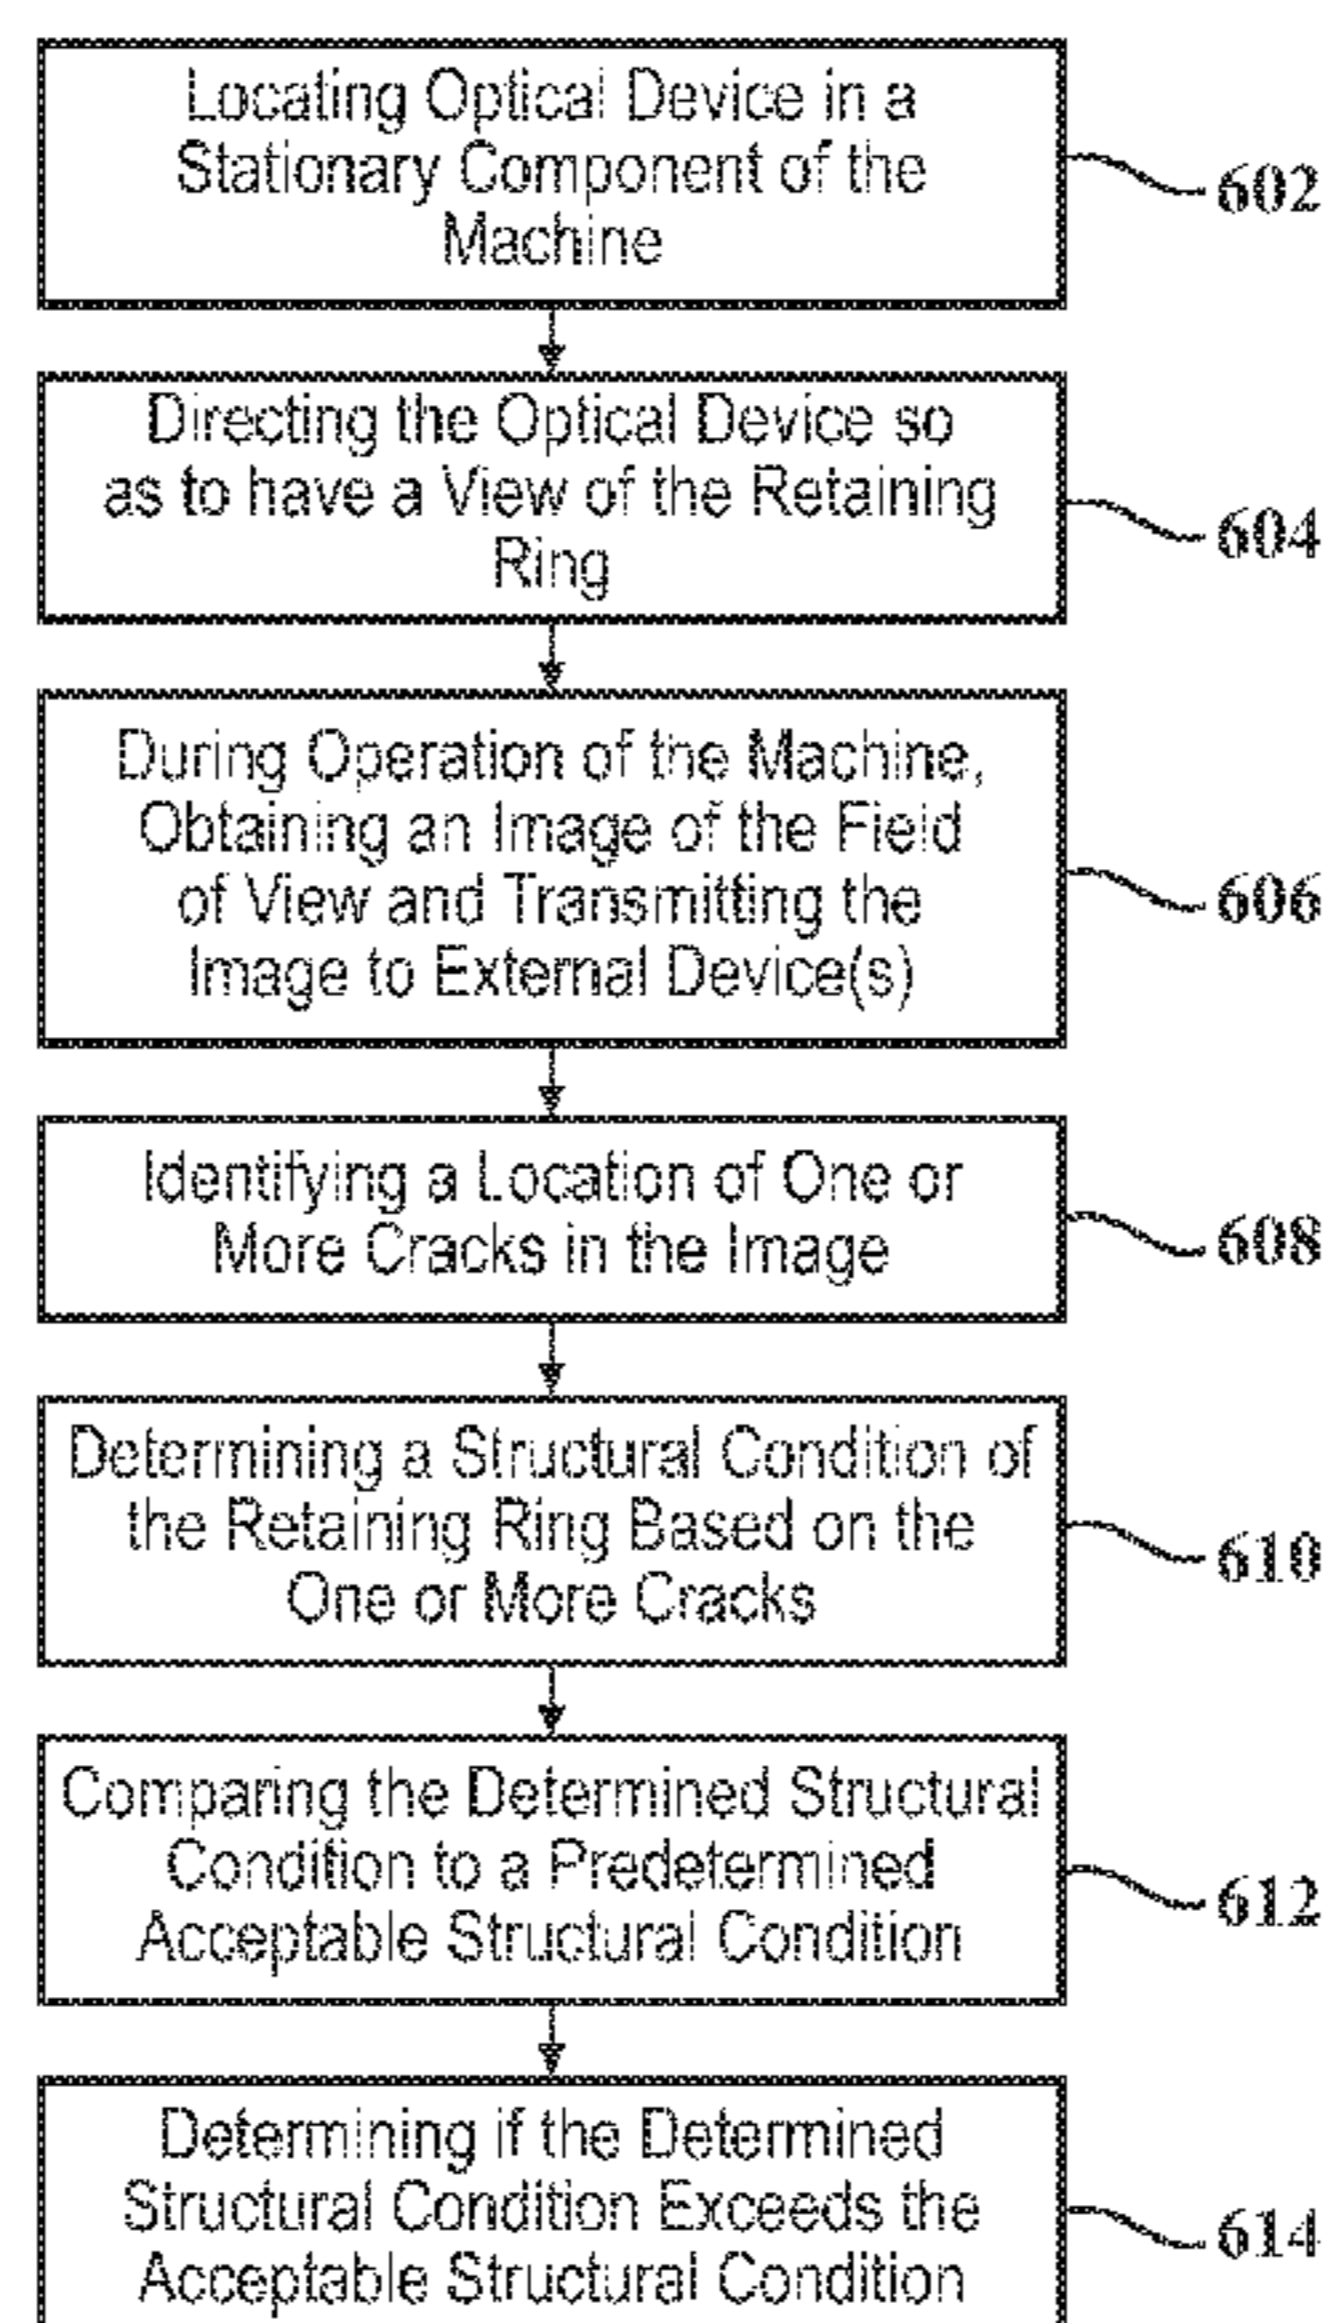 Locating Optical Device in a
Stationary Component of the
Machine
602
Directing the Optical Device so
as to have a View of the Retaining
Ring
604
During Operation of the Machine,
Obtaining an Image of the Field
of View and Transmitting the
Image to External Device(s)
606
Identifying a Location of One or
More Cracks in the Image
608
Determining a Structural Condition of
the Retaining Ring Based on the
One or More Cracks
610
Comparing the Determined Structural
Condition to a Predetermined
Acceptable Structural Condition
612
Determining if the Determined
Structural Condition Exceeds the
Acceptable Structural Condition
614